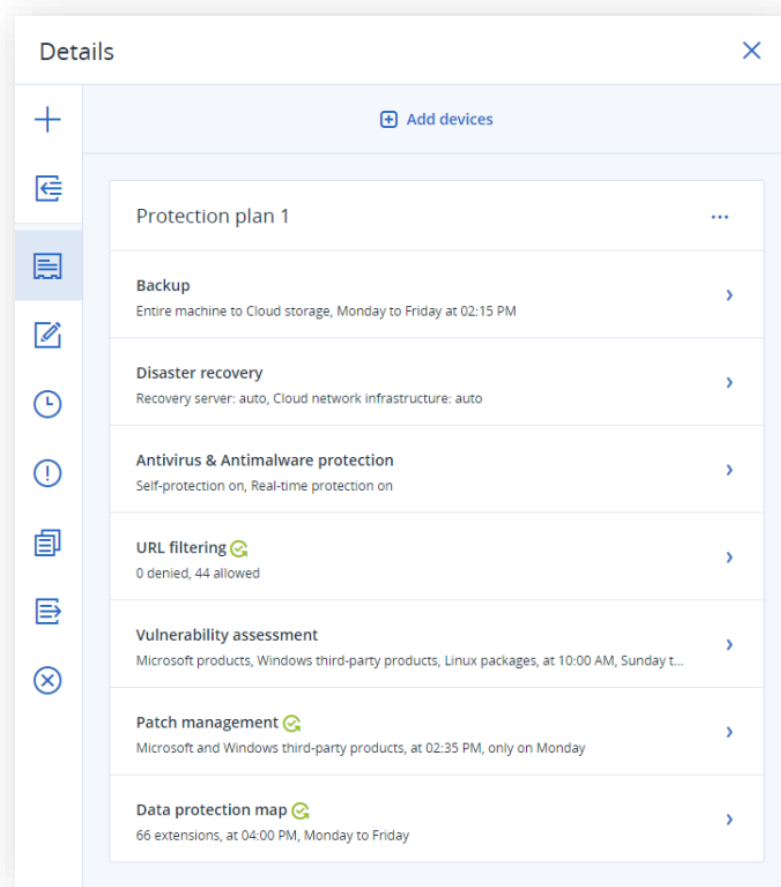 Details
Add devices
Protection plan 1
Backup
Entire machine to Cloud storage, Monday to Friday at 02:15 PM
Disaster recovery
Recovery server: auto, Cloud network infrastructure: auto
Antivirus & Antimalware protection
Self-protection on, Real-time protection on
URL filtering
0 denied, 44 allowed
Vulnerability assessment
Microsoft products, Windows third-party products, Linux packages, at 10:00 AM, Sunday t...
Patch management
Microsoft and Windows third-party products, at 02:35 PM, only on Monday
Data protection map
66 extensions, at 04:00 PM, Monday to Friday